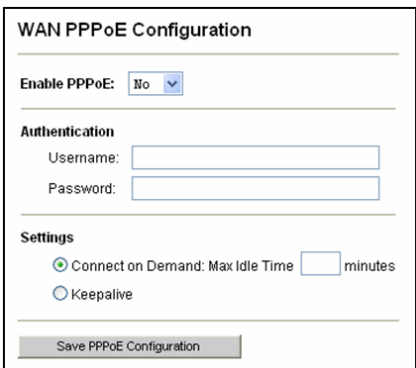 WAN PPPoE Configuration
Enable PPPoE: No
Authentication
Username:
Password:
Settings
Connect on Demand: Max Idle Time minutes
Keepalive
Save PPPoE Configuration